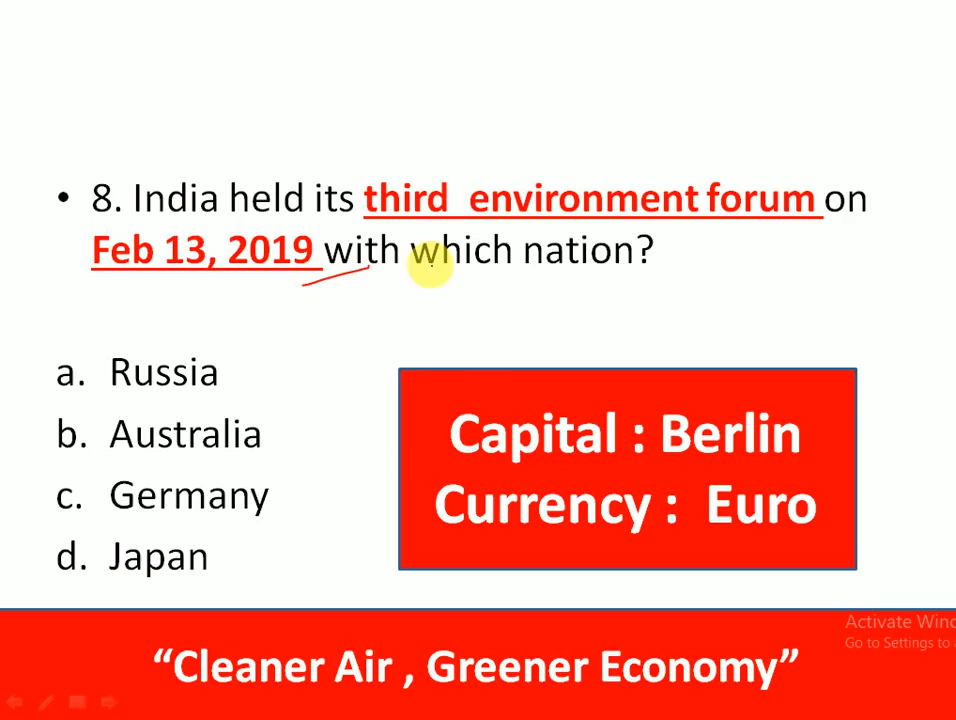 • 8. India held its third environment forum on
Feb 13, 2019 with which nation?
a. Russia
b. Australia
c. Germany
d. Japan
Capital : Berlin
Currency : Euro
Activate Wind
Go to Settings to
“Cleaner Air , Greener Economy”